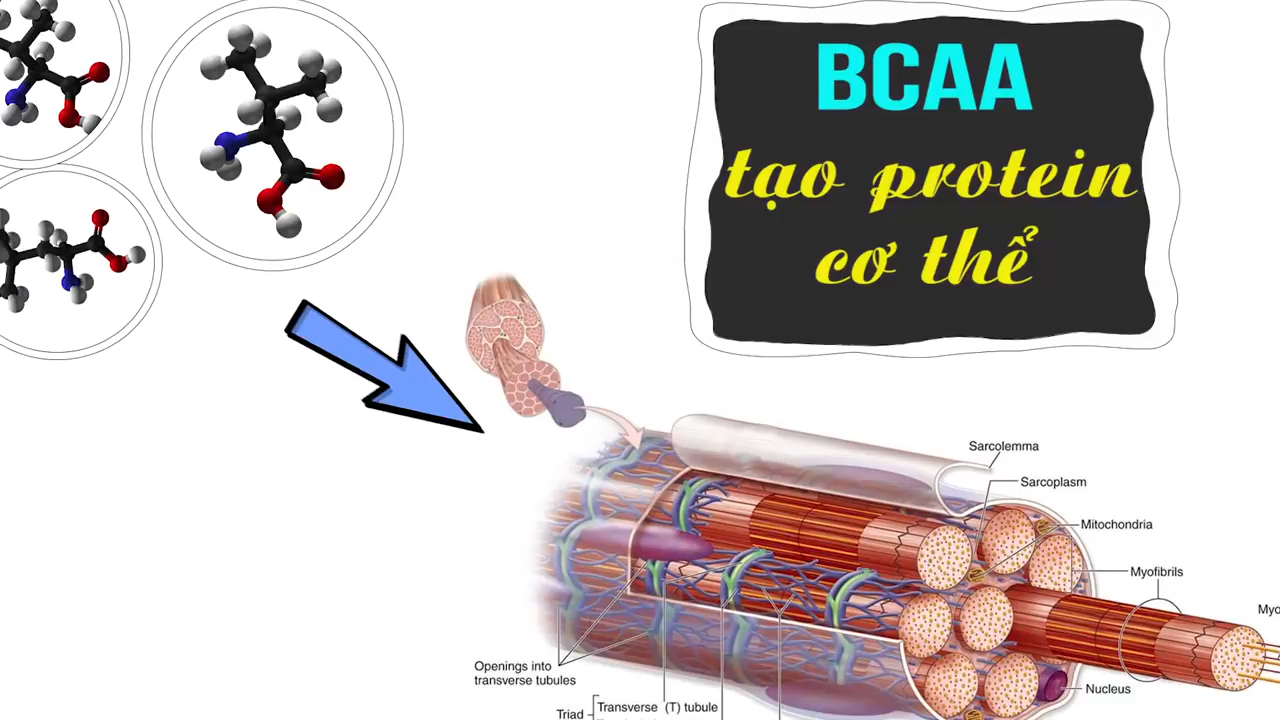 BCAA
tạo protein
cơ thể
Sarcolemma
Sarcoplasm
Mitochondria
Myofibrils
Nucleus
Openings into
transverse tubules
Triad
Transverse (T) tubule